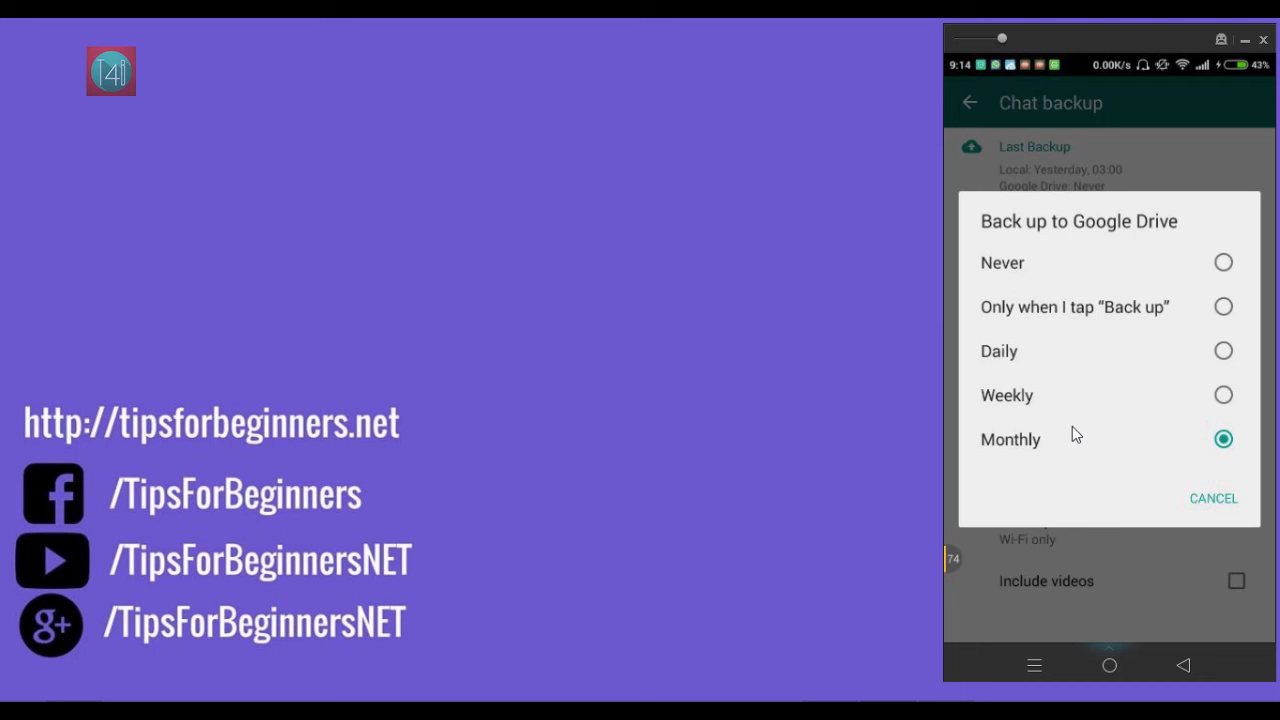 T4i
9:14 0.00K/s 43%
Chat backup
Last Backup
Local: Yesterday, 03:00
Google Drive: Never
Back up to Google Drive
Never
Only when I tap “Back up”
Daily
Weekly
Monthly
CANCEL
Wi-Fi only
74
Include videos
http://tipsforbeginners.net
/TipsForBeginners
/TipsForBeginnersNET
g+ /TipsForBeginnersNET